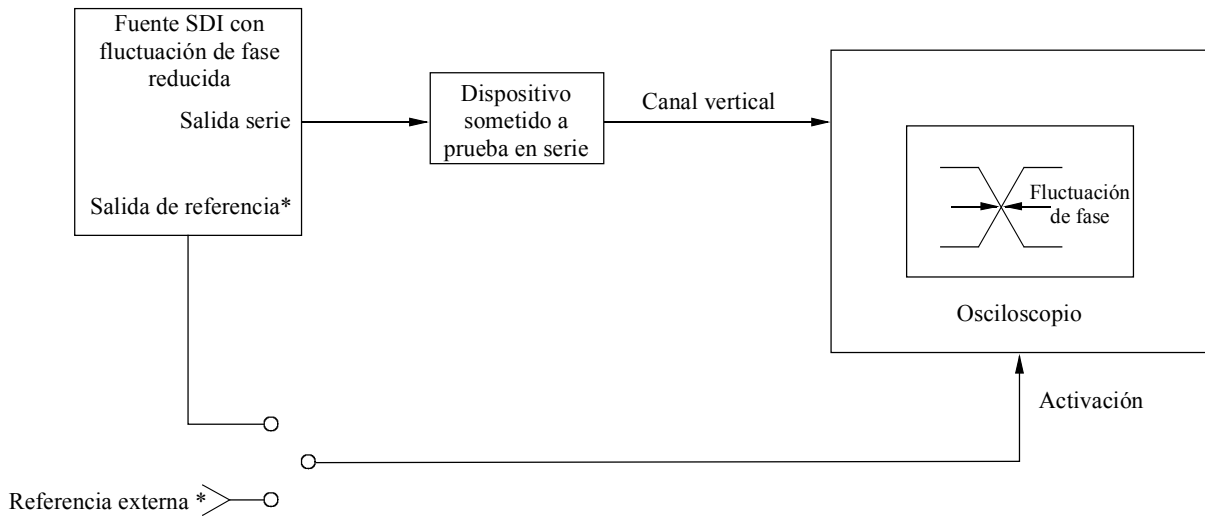 Fuente SDI con
fluctuación de fase
reducida
Salida serie
Salida de referencia*
Dispositivo
sometido a
prueba en serie
Canal vertical
Fluctuación
de fase
Osciloscopio
Activación
Referencia externa *